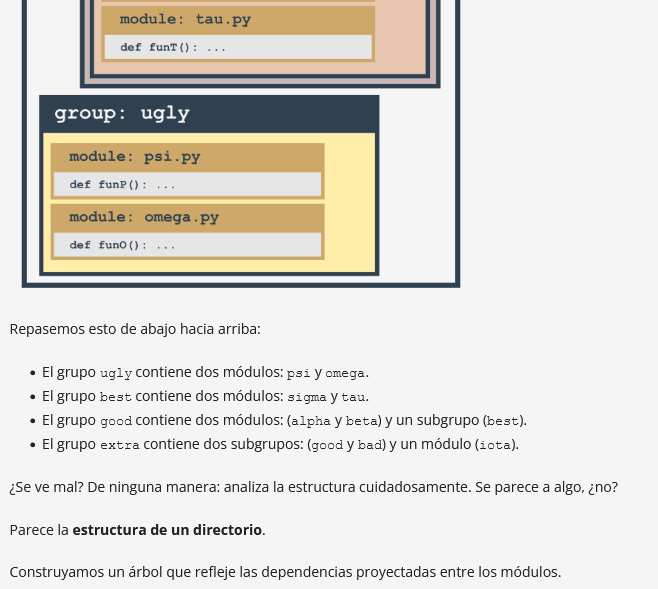 module: tau.py
def funT(): ...
group: ugly
module: psi.py
def funP(): ...
module: omega.py
def funO(): ...
Repasemos esto de abajo hacia arriba:
• El grupo ugly contiene dos módulos: psi y omega.
• El grupo best contiene dos módulos: sigma y tau.
• El grupo good contiene dos módulos: (alpha y beta) y un subgrupo (best).
• El grupo extra contiene dos subgrupos: (good y bad) y un módulo (iota).
¿Se ve mal? De ninguna manera: analiza la estructura cuidadosamente. Se parece a algo, ¿no?
Parece la estructura de un directorio.
Construyamos un árbol que refleje las dependencias proyectadas entre los módulos.